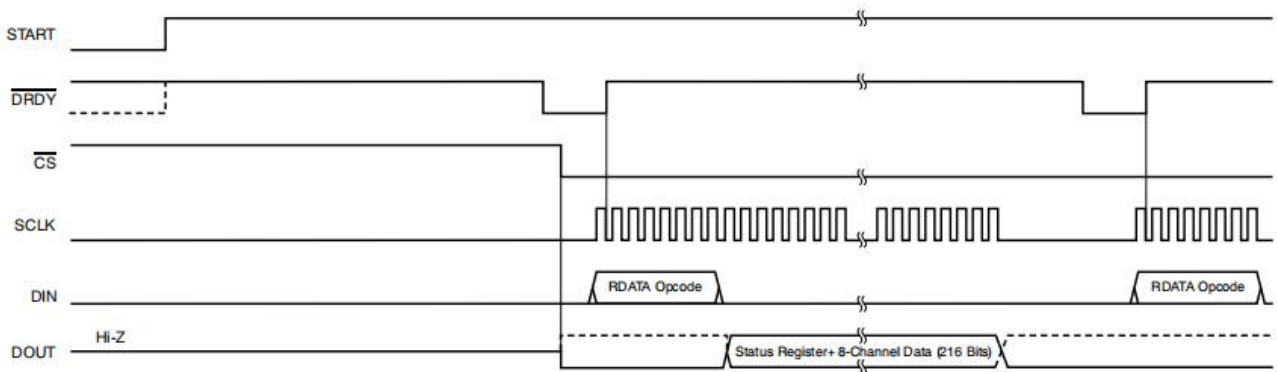 START
DRDY
CS
SCLK
DIN
RDATA Opcode
RDATA Opcode
Hi-Z
DOUT
Status Register+ 8-Channel Data (216 Bits)